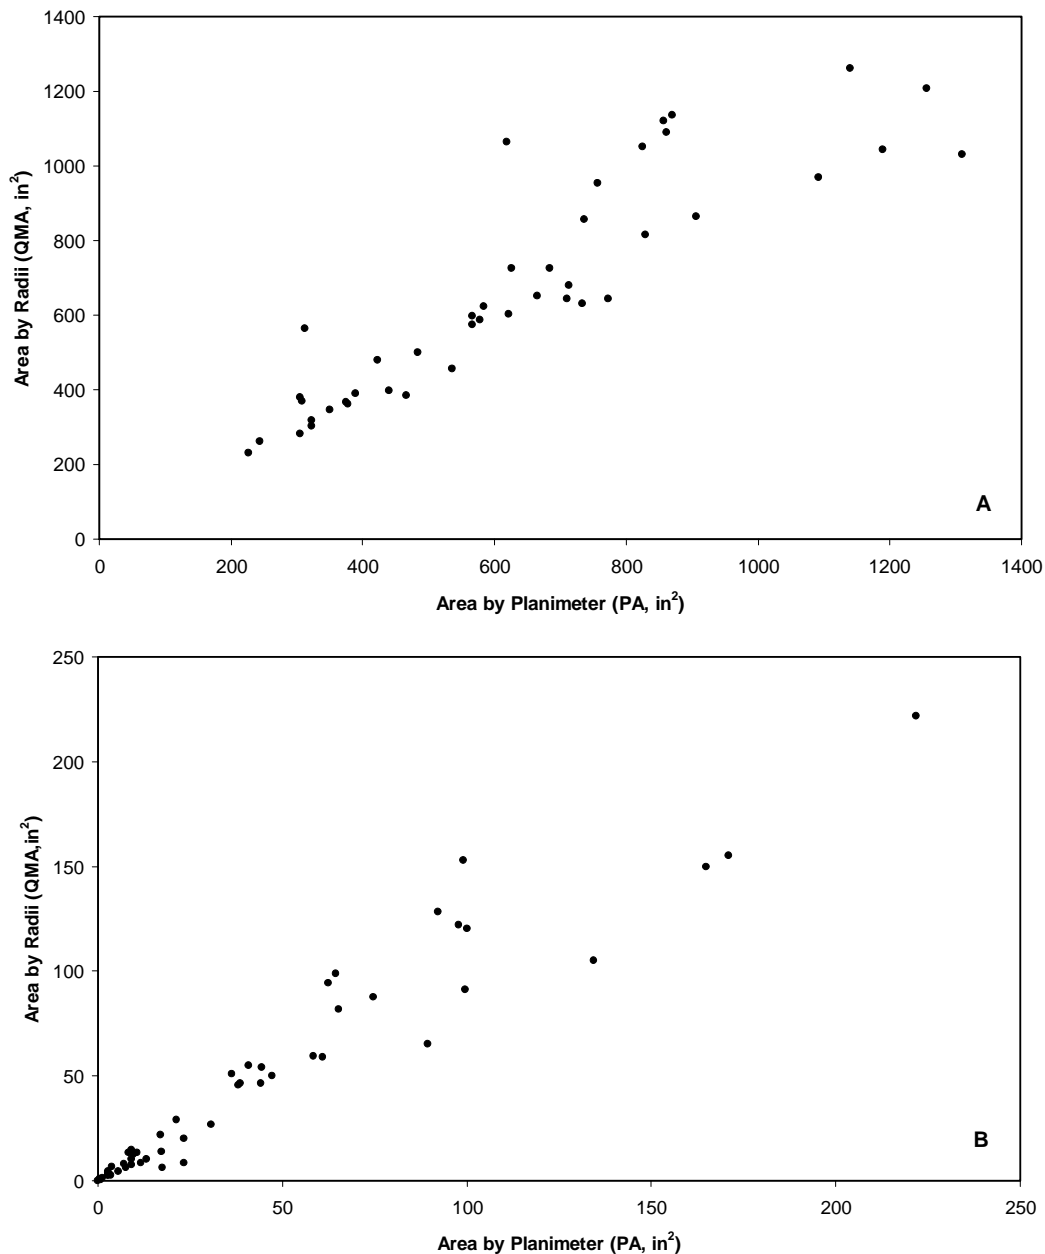 1400
1200
1000
800
600
400
200
0
Area by Radii (QMA, in²)
A
0 200 400 600 800 1000 1200 1400
Area by Planimeter (PA, in²)
250
200
150
100
50
0
Area by Radii (QMA,in²)
B
0 50 100 150 200 250
Area by Planimeter (PA, in²)